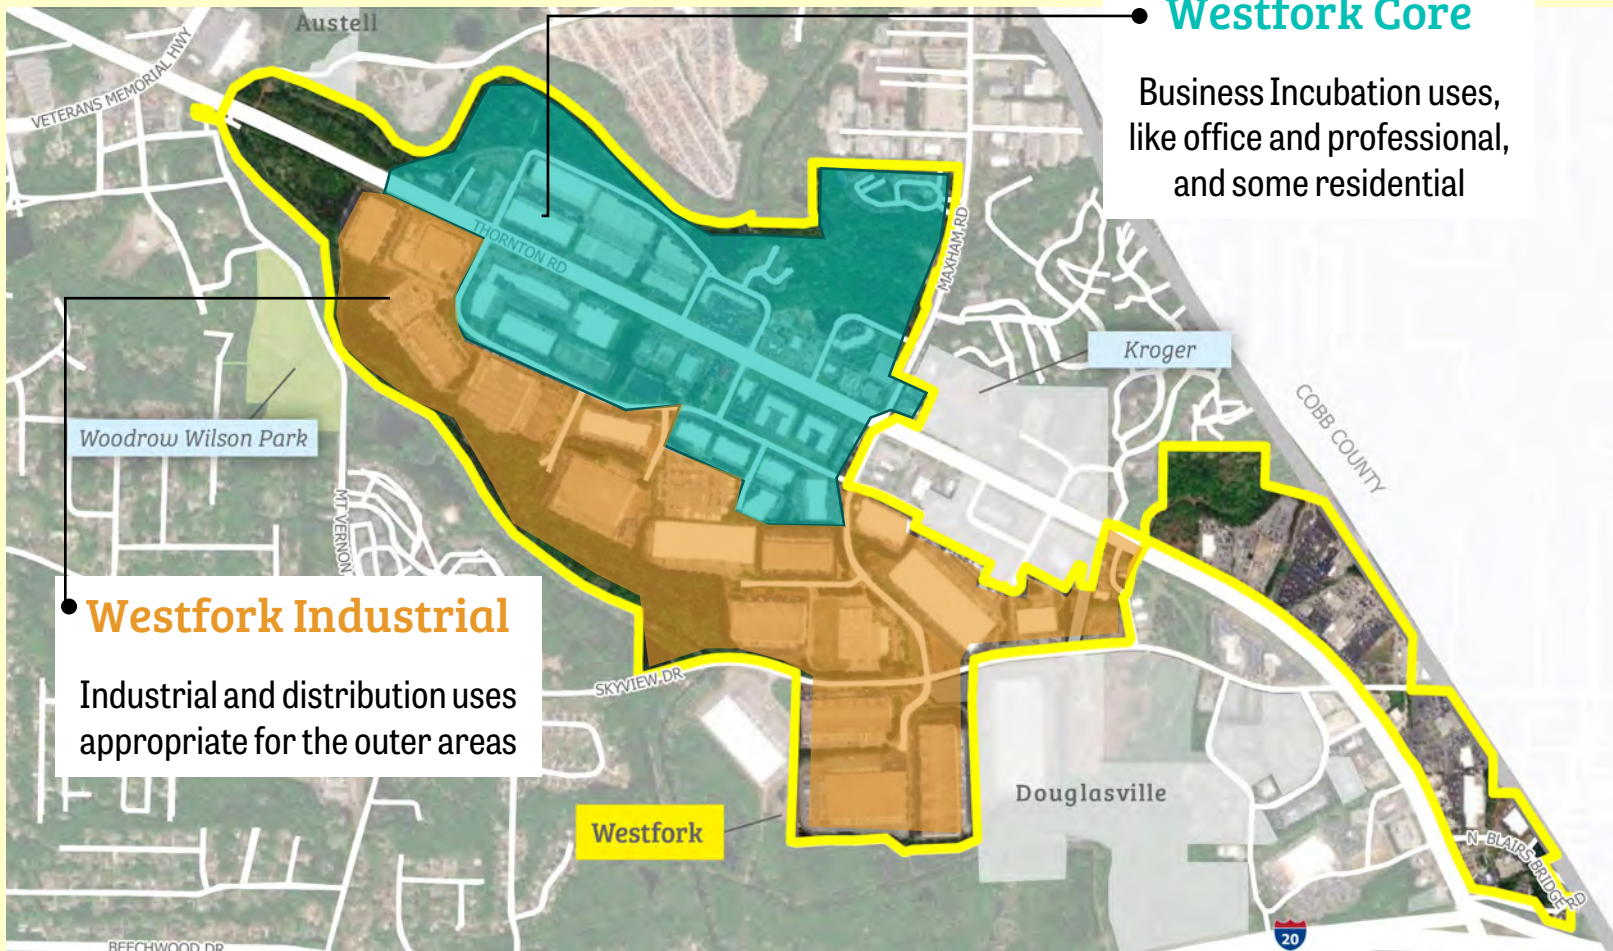 Austell
Westfork Core
Business Incubation uses,
like office and professional,
and some residential
VETERANS MEMORIAL HWY
THORNTON RD
MAXHAM RD
Kroger
COBB COUNTY
Woodrow Wilson Park
MT VERNON
Westfork Industrial
Industrial and distribution uses
appropriate for the outer areas
SKYVIEW DR
Douglasville
Westfork
N BLAIRS BRIDGE RD
20
BEECHWOOD DR